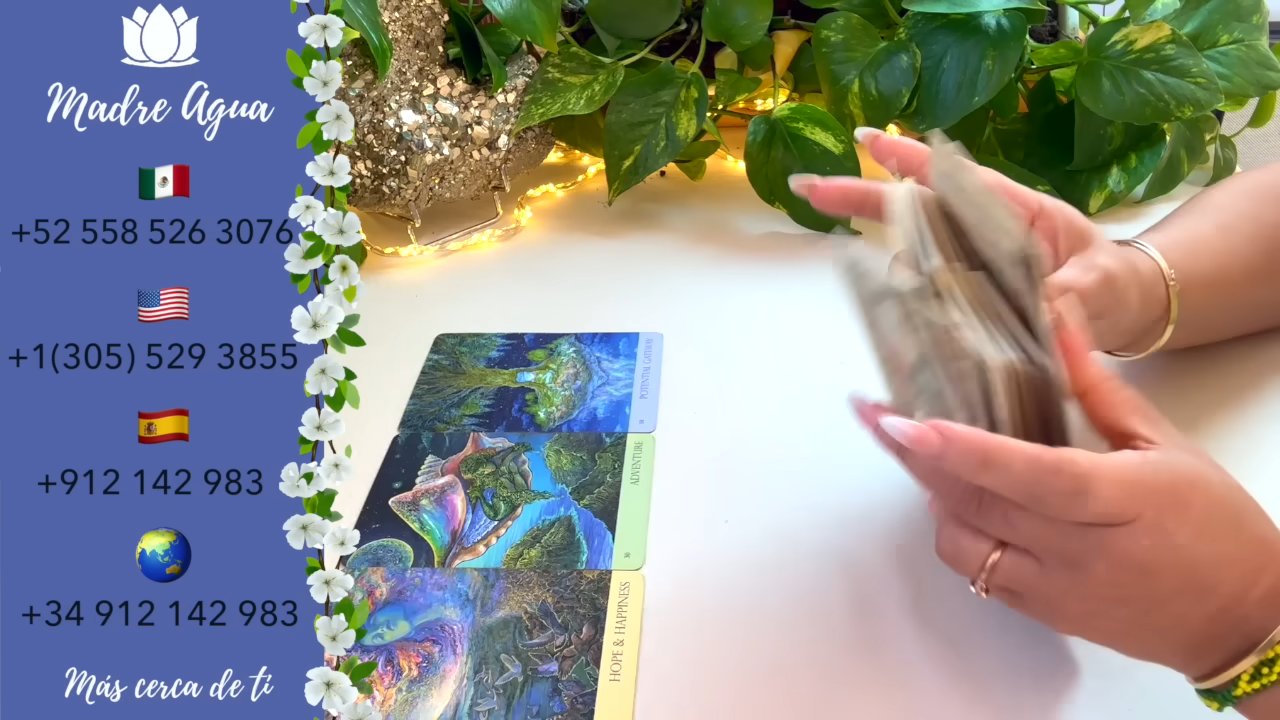 Madre Agua
+52 558 526 3076
+1(305) 529 3855
+912 142 983
+34 912 142 983
Más cerca de ti
POTENTIAL GATEWAY
ADVENTURE
30
HOPE & HAPPINESS